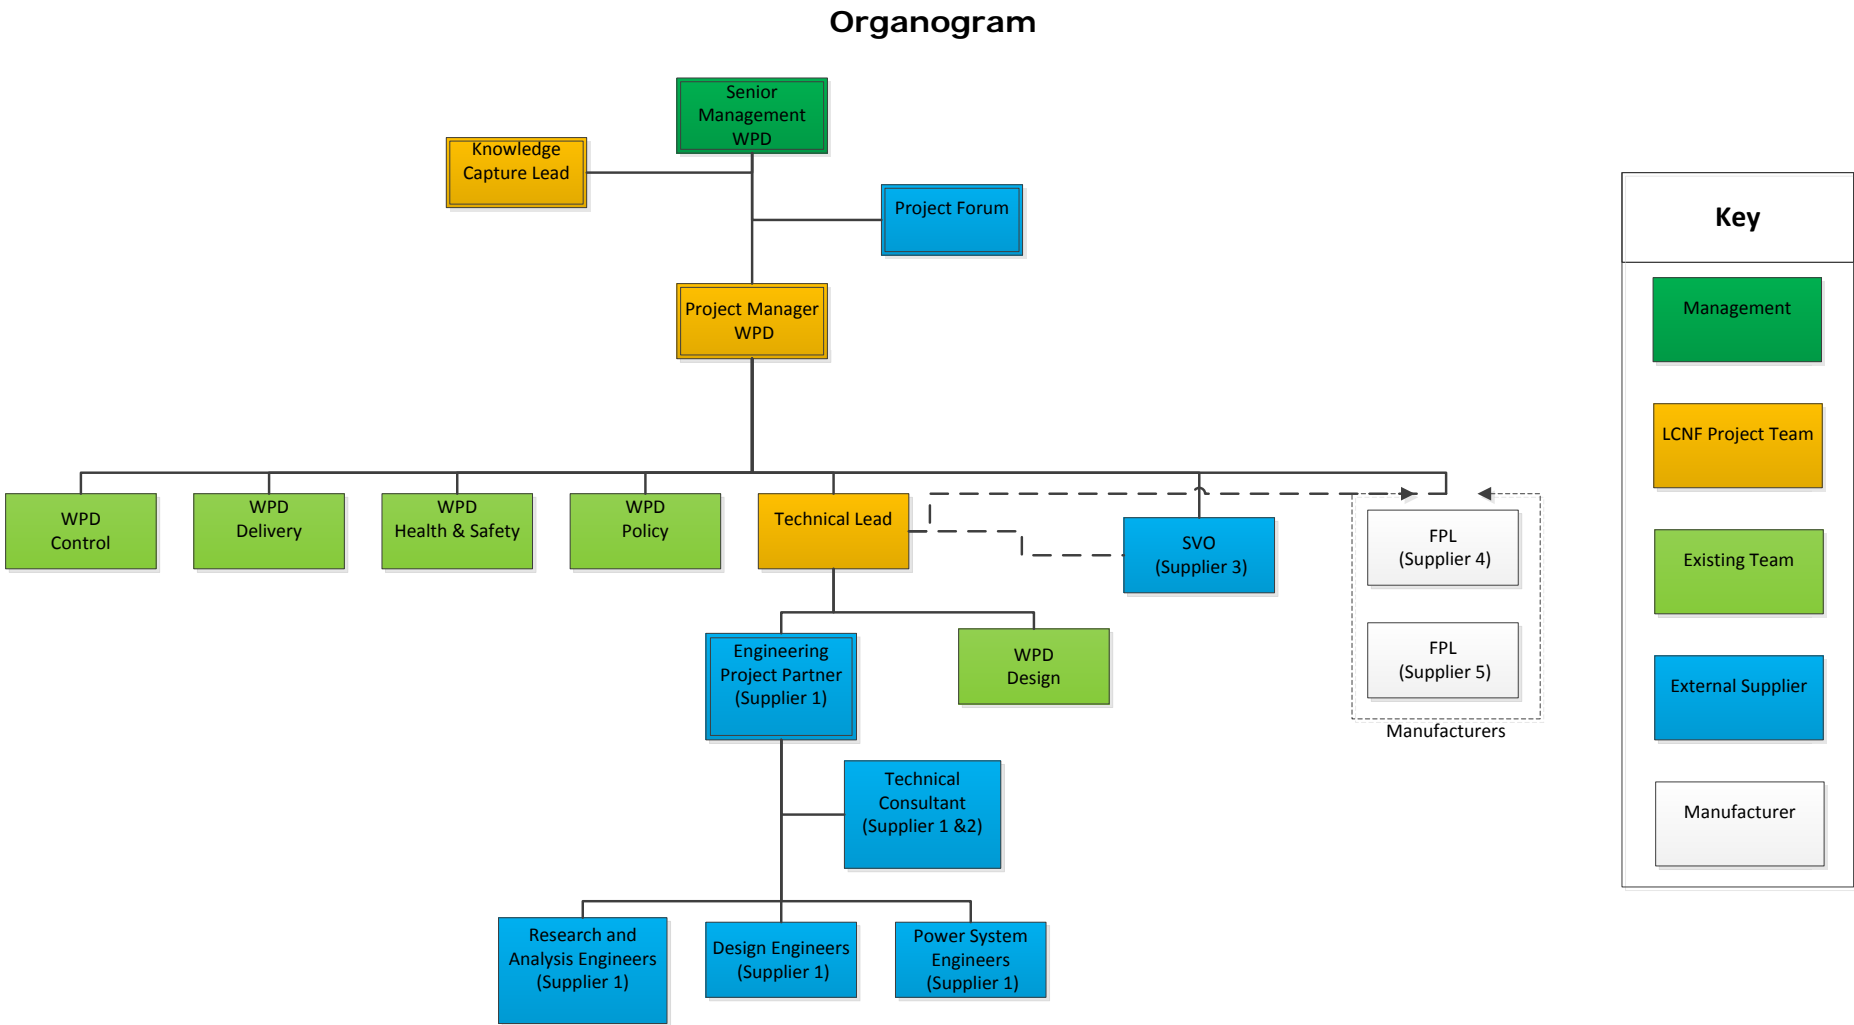 Organogram
Senior
Management
WPD
Knowledge
Capture Lead
Project Forum
Project Manager
WPD
WPD
Control
WPD
Delivery
WPD
Health & Safety
WPD
Policy
Technical Lead
SVO
(Supplier 3)
FPL
(Supplier 4)
FPL
(Supplier 5)
Manufacturers
Engineering
Project Partner
(Supplier 1)
WPD
Design
Technical
Consultant
(Supplier 1 &2)
Research and
Analysis Engineers
(Supplier 1)
Design Engineers
(Supplier 1)
Power System
Engineers
(Supplier 1)
Key
Management
LCNF Project Team
Existing Team
External Supplier
Manufacturer